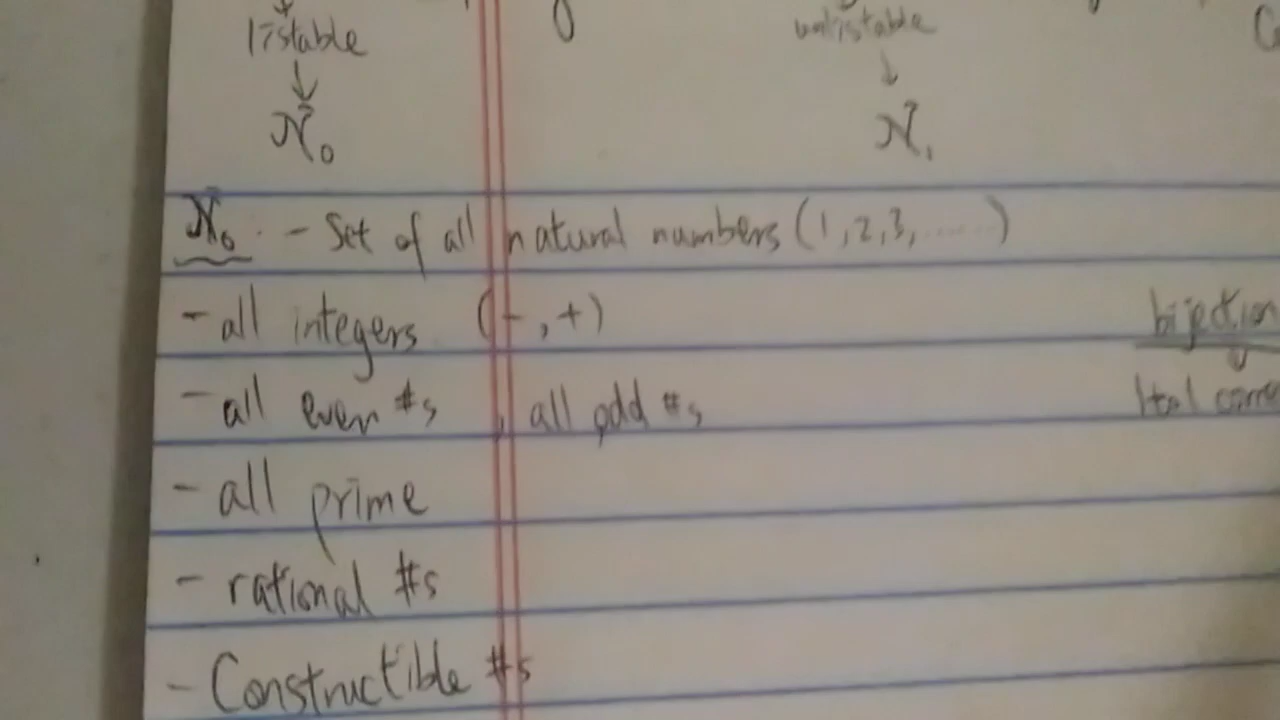 listable unlistable
↓ ↓
ℵ₀ ℵ₁
ℵ₀ - Set of all natural numbers (1,2,3,......)
- all integers (-,+) bijection
- all even #s , all odd #s 1to1
- all prime
- rational #s
- Constructible #s